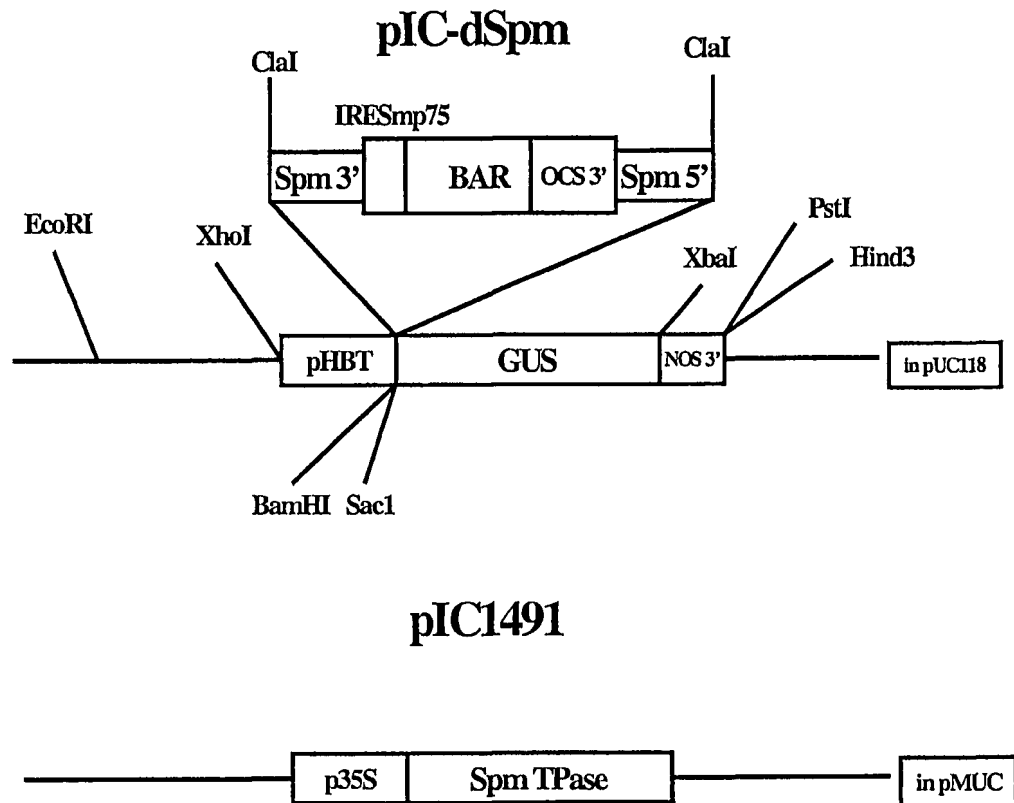 pIC-dSpm
ClaI
ClaI
IRESmp75
Spm 3'
BAR
OCS 3'
Spm 5'
EcoRI
XhoI
PstI
XbaI
Hind3
pHBT
GUS
NOS 3'
in pUC118
BamHI
Sac1
pIC1491
p35S
Spm TPase
in pMUC